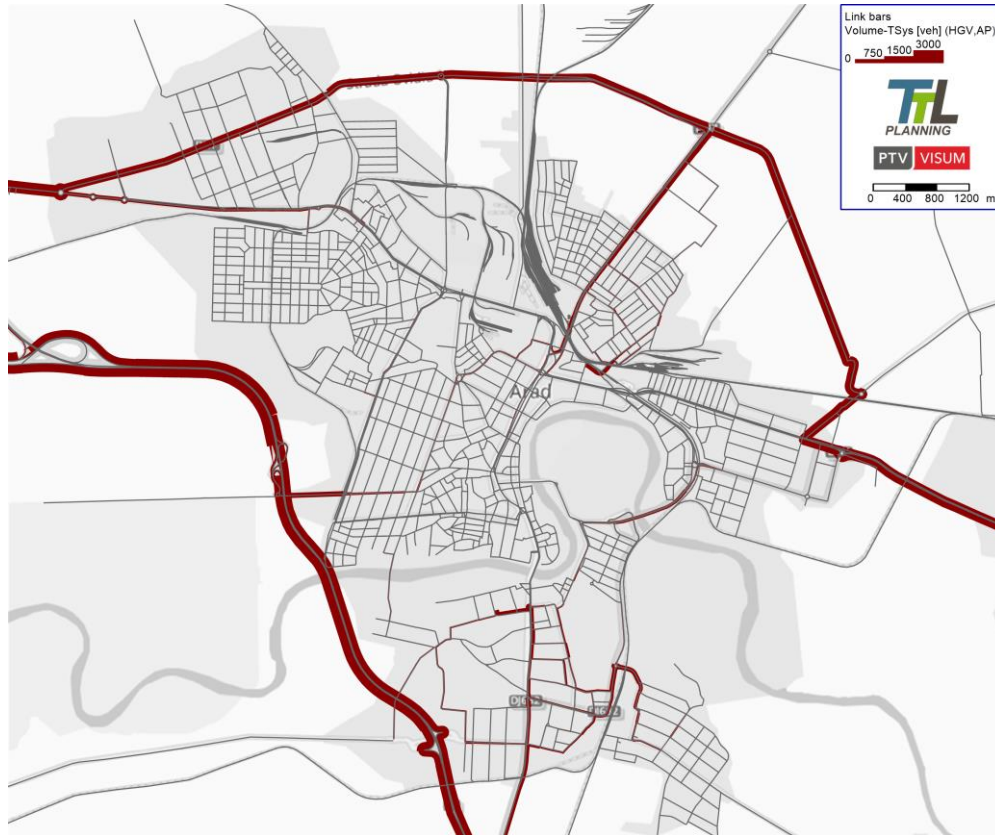 Link bars
Volume-TSys [veh] (HGV,AP)
0 750 1500 3000
TTL
PLANNING
PTV VISUM
0 400 800 1200 m
Arad